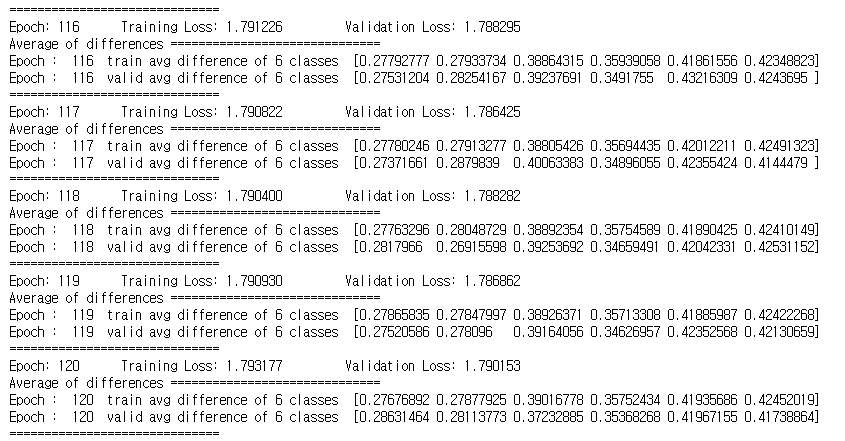 ==============================
Epoch: 116 Training Loss: 1.791226 Validation Loss: 1.788295
Average of differences ==============================
Epoch : 116 train avg difference of 6 classes [0.27792777 0.27933734 0.38864315 0.35939058 0.41861556 0.42348823]
Epoch : 116 valid avg difference of 6 classes [0.27531204 0.28254167 0.39237691 0.3491755 0.43216309 0.4243695 ]
==============================
Epoch: 117 Training Loss: 1.790822 Validation Loss: 1.786425
Average of differences ==============================
Epoch : 117 train avg difference of 6 classes [0.27780246 0.27913277 0.38805426 0.35694435 0.42012211 0.42491323]
Epoch : 117 valid avg difference of 6 classes [0.27371661 0.2879839 0.40063383 0.34896055 0.42355424 0.4144479 ]
==============================
Epoch: 118 Training Loss: 1.790400 Validation Loss: 1.788282
Average of differences ==============================
Epoch : 118 train avg difference of 6 classes [0.27763296 0.28048729 0.38892354 0.35754589 0.41890425 0.42410149]
Epoch : 118 valid avg difference of 6 classes [0.2817966 0.26915598 0.39253692 0.34659491 0.42042331 0.42531152]
==============================
Epoch: 119 Training Loss: 1.790930 Validation Loss: 1.786862
Average of differences ==============================
Epoch : 119 train avg difference of 6 classes [0.27865835 0.27847997 0.38926371 0.35713308 0.41885987 0.42422268]
Epoch : 119 valid avg difference of 6 classes [0.27520586 0.278096 0.39164056 0.34626957 0.42352568 0.42130659]
==============================
Epoch: 120 Training Loss: 1.793177 Validation Loss: 1.790153
Average of differences ==============================
Epoch : 120 train avg difference of 6 classes [0.27676892 0.27877925 0.39016778 0.35752434 0.41935686 0.42452019]
Epoch : 120 valid avg difference of 6 classes [0.28631464 0.28113773 0.37232885 0.35368268 0.41967155 0.41738864]
==============================